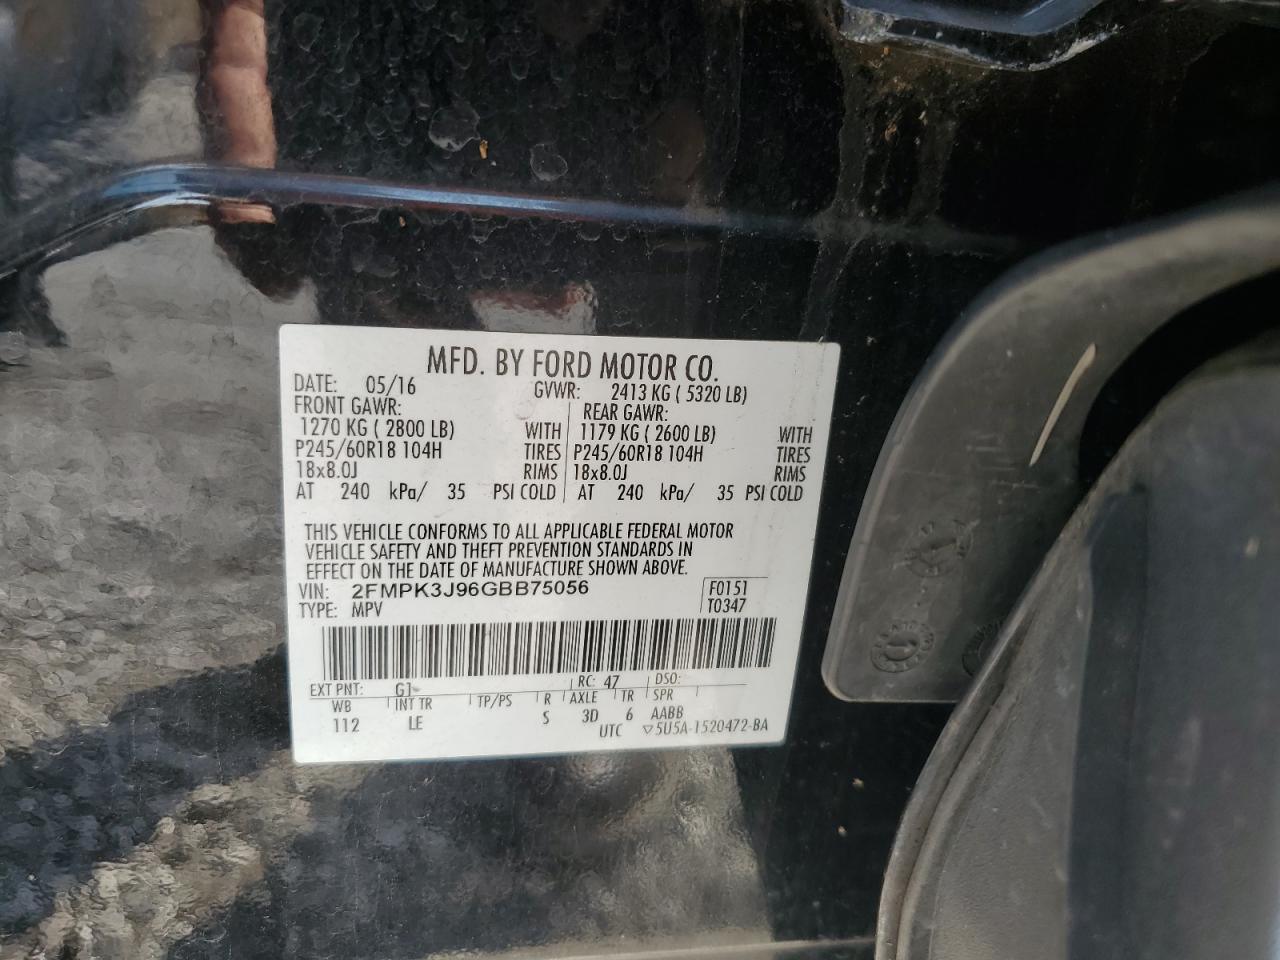 MFD. BY FORD MOTOR CO.
DATE: 05/16 GVWR: 2413 KG ( 5320 LB)
FRONT GAWR: REAR GAWR:
1270 KG ( 2800 LB) WITH 1179 KG ( 2600 LB) WITH
P245/60R18 104H TIRES P245/60R18 104H TIRES
18x8.0J RIMS 18x8.0J RIMS
AT 240 kPa/ 35 PSI COLD AT 240 kPa/ 35 PSI COLD
THIS VEHICLE CONFORMS TO ALL APPLICABLE FEDERAL MOTOR
VEHICLE SAFETY AND THEFT PREVENTION STANDARDS IN
EFFECT ON THE DATE OF MANUFACTURE SHOWN ABOVE.
VIN: 2FMPK3J96GBB75056 F0151
TYPE: MPV T0347
EXT PNT: G1 RC: 47 DSO:
WB INT TR TP/PS R AXLE TR SPR
112 LE S 3D 6 AABB
UTC ▽5U5A-1520472-BA